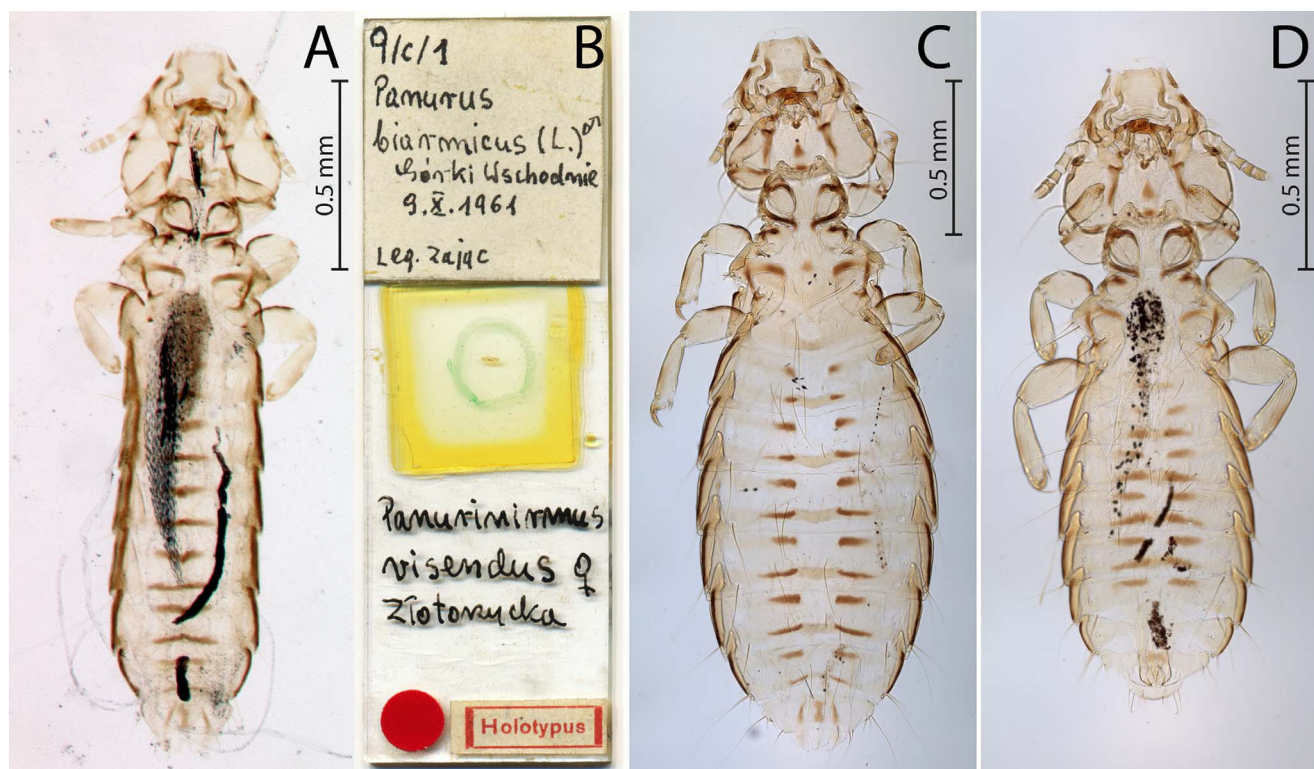 A
0.5 mm
B
9/c/1
Panurus
biarmicus (L.) ♂
Górki Wschodnie
9.X.1961
Leg. Zając
Panurinirmus
visendus ♀
Złotorzycka
Holotypus
C
0.5 mm
D
0.5 mm